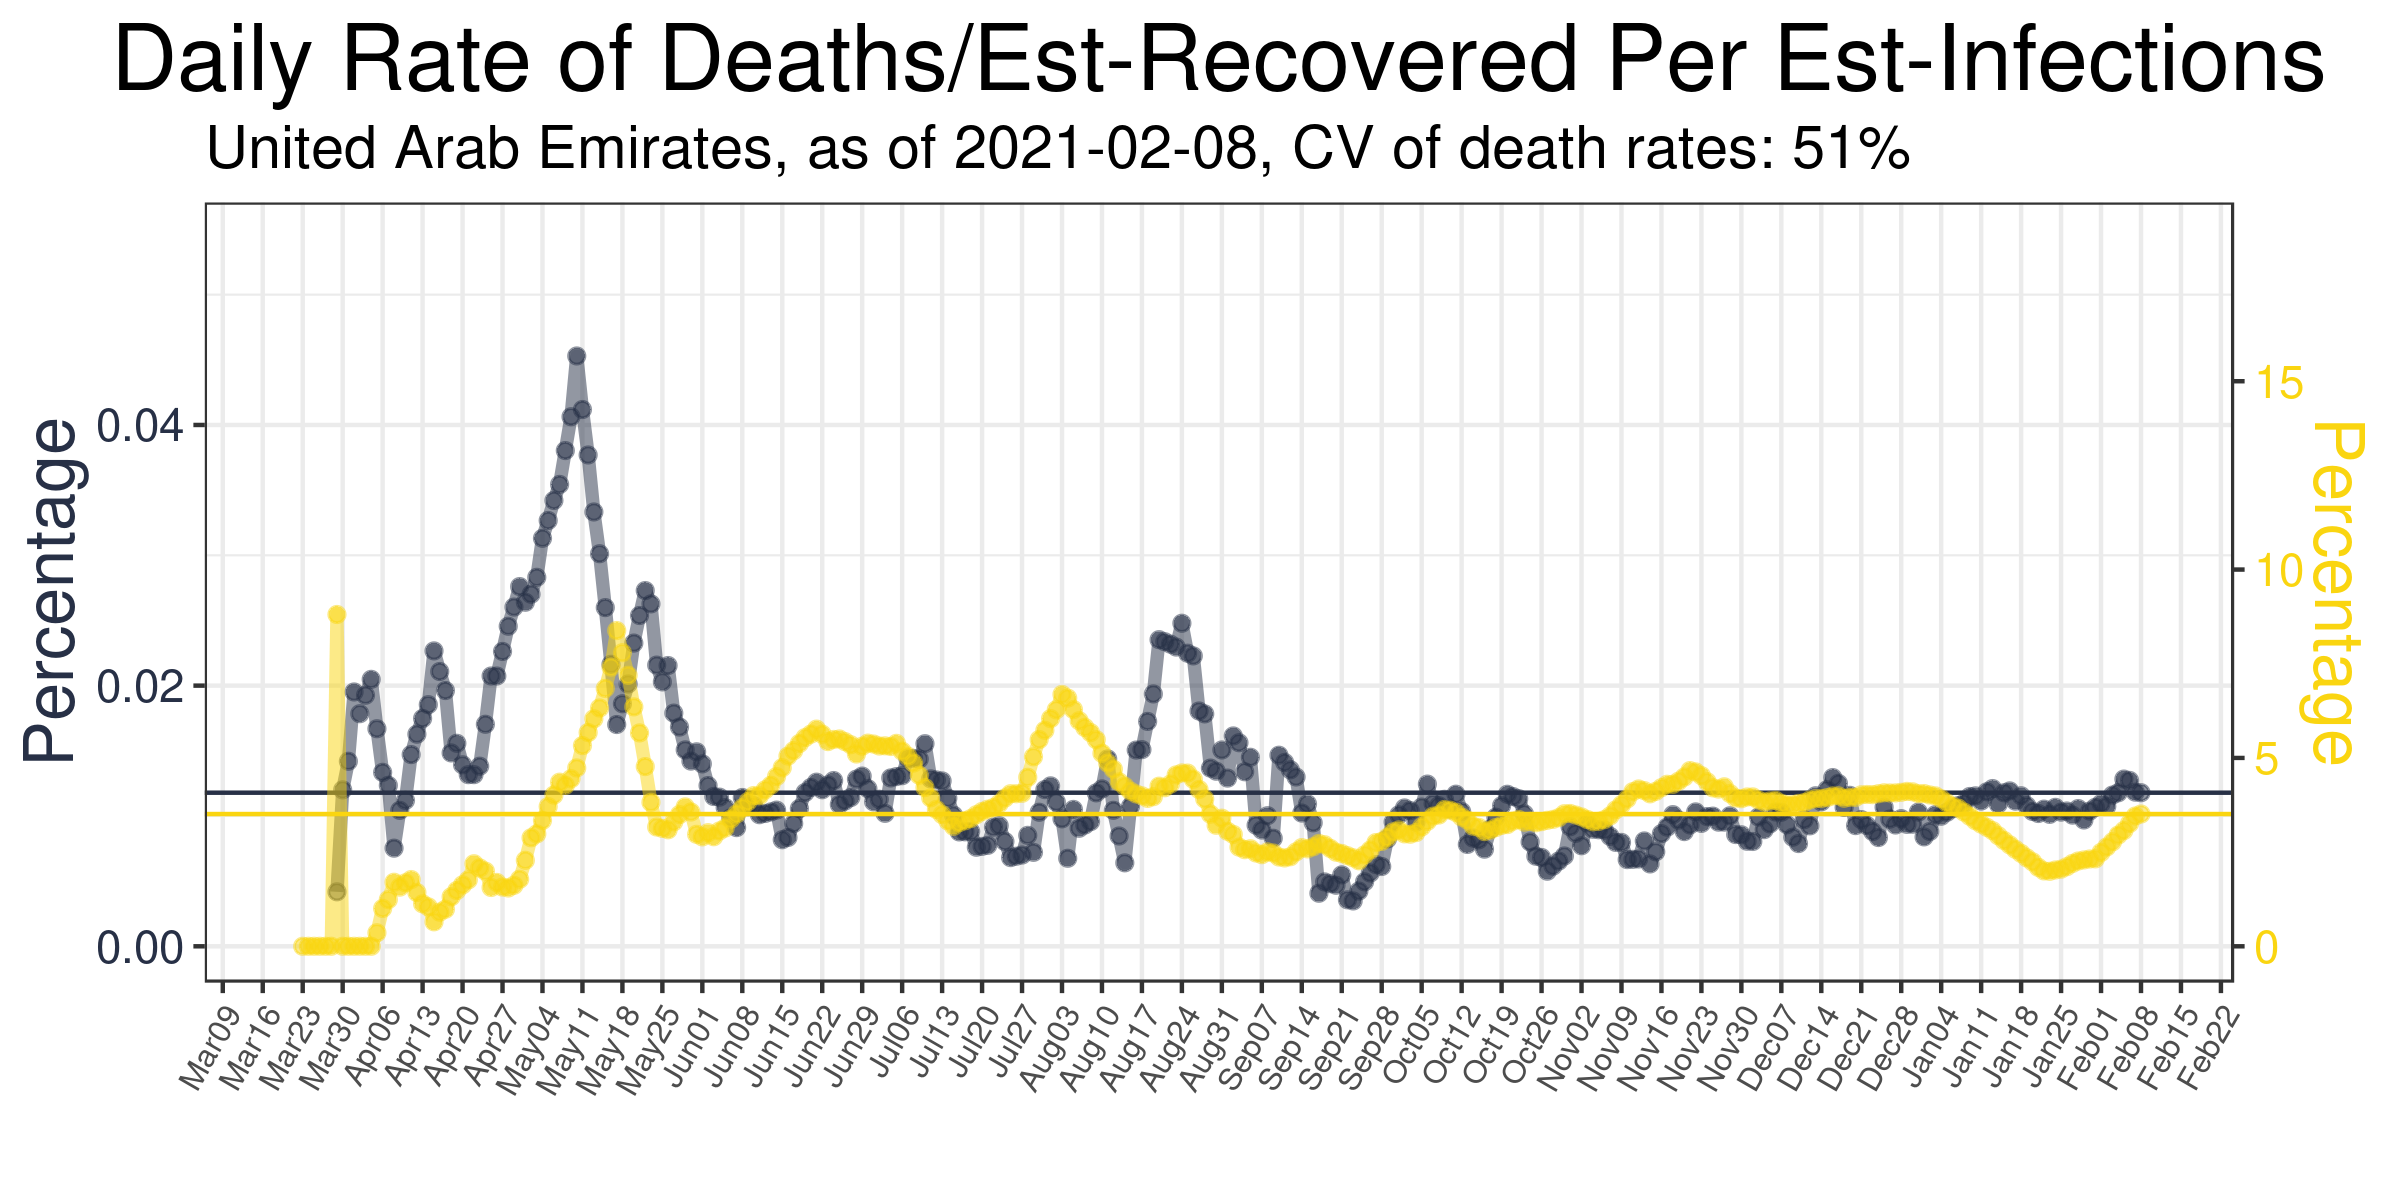 Daily Rate of Deaths/Est-Recovered Per Est-Infections
United Arab Emirates, as of 2021-02-08, CV of death rates: 51%
Percentage
0.04
0.02
0.00
15
10
5
0
Percentage
Mar09 Mar16 Mar23 Mar30 Apr06 Apr13 Apr20 Apr27 May04 May11 May18 May25 Jun01 Jun08 Jun15 Jun22 Jun29 Jul06 Jul13 Jul20 Jul27 Aug03 Aug10 Aug17 Aug24 Aug31 Sep07 Sep14 Sep21 Sep28 Oct05 Oct12 Oct19 Oct26 Nov02 Nov09 Nov16 Nov23 Nov30 Dec07 Dec14 Dec21 Dec28 Jan04 Jan11 Jan18 Jan25 Feb01 Feb08 Feb15 Feb22